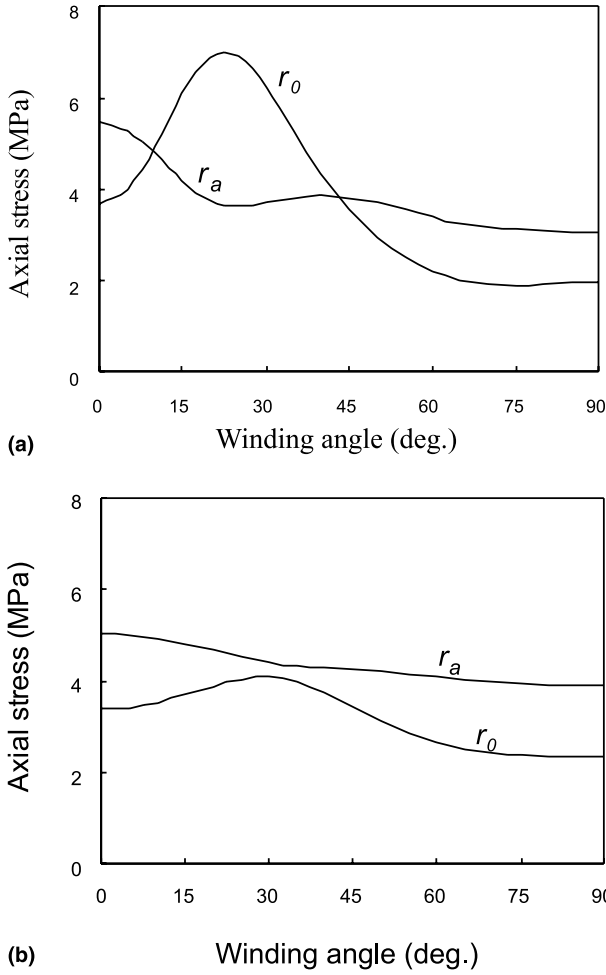 8
6
4
2
0
Axial stress (MPa)
r0
ra
0 15 30 45 60 75 90
(a)
Winding angle (deg.)
8
6
4
2
0
Axial stress (MPa)
ra
r0
0 15 30 45 60 75 90
(b)
Winding angle (deg.)